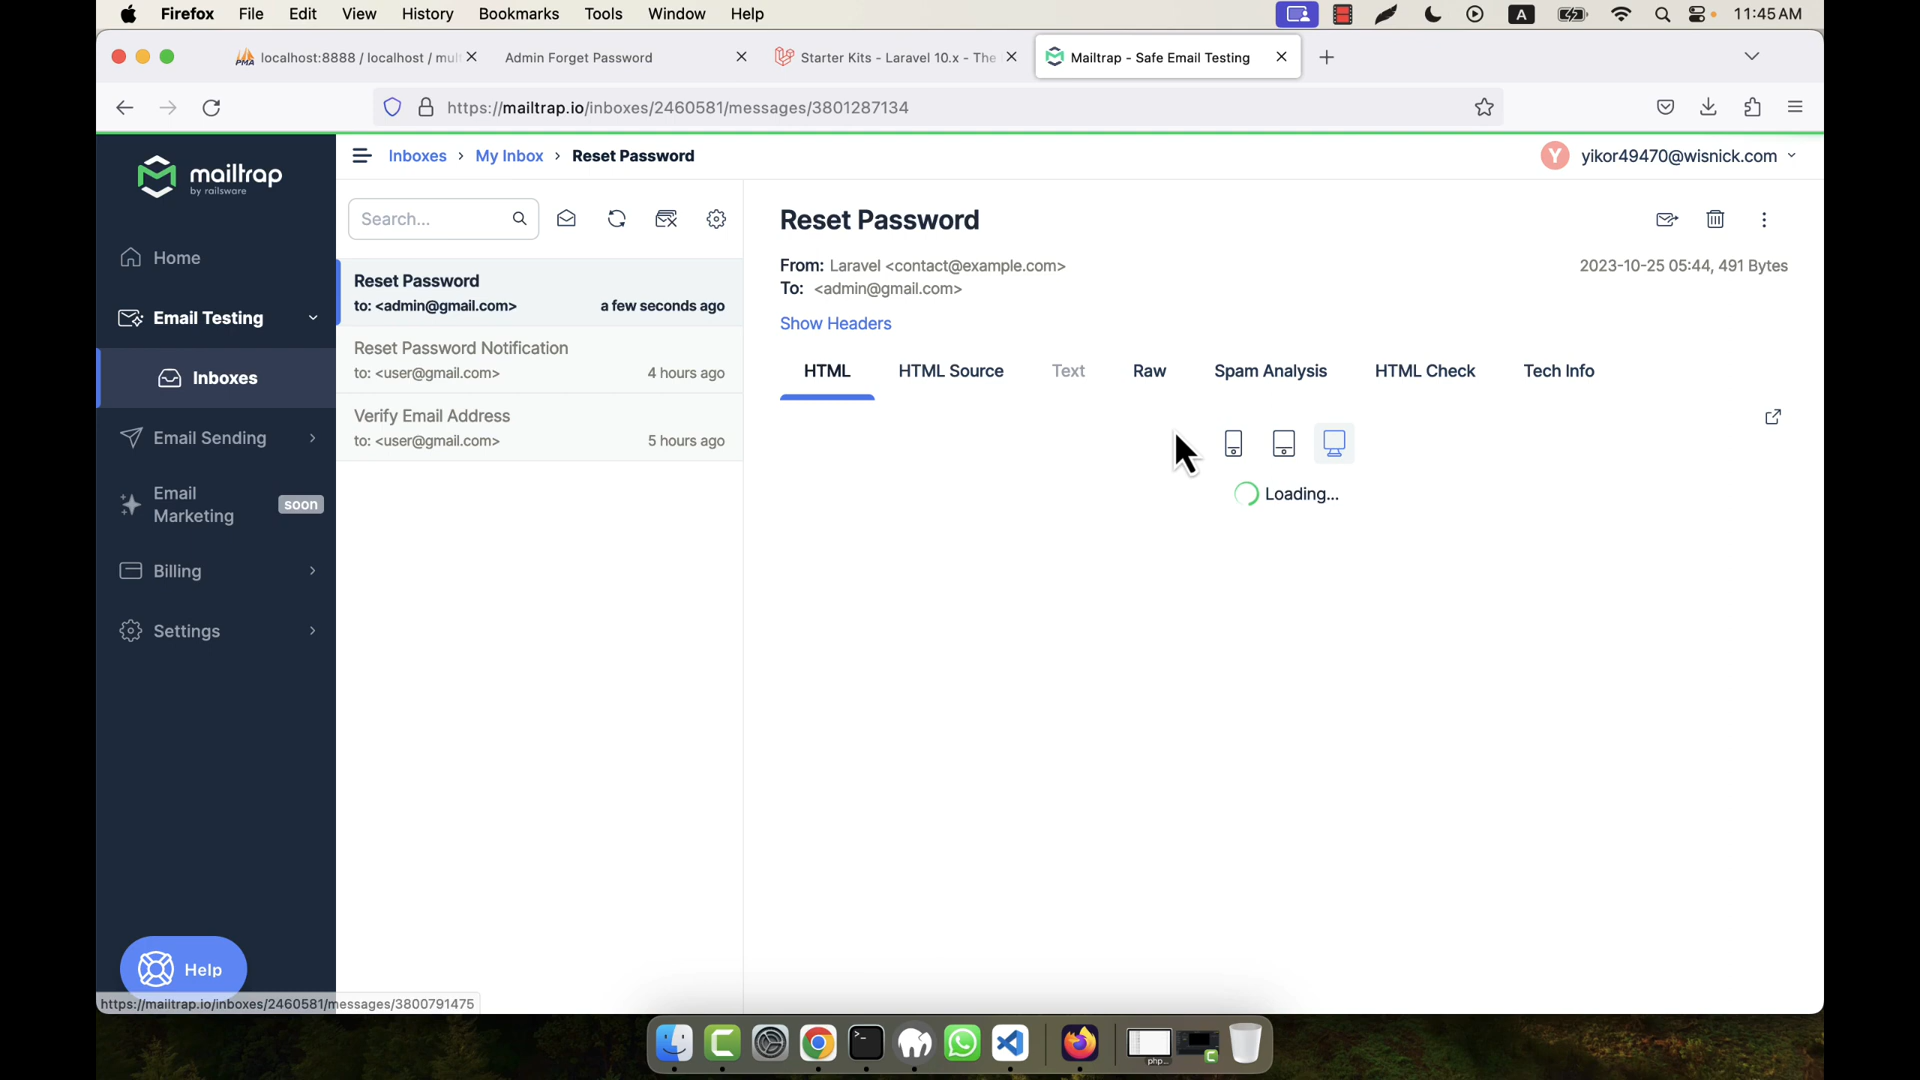 Firefox File Edit View History Bookmarks Tools Window Help A 11:45 AM
localhost:8888 / localhost / mul
Admin Forget Password
Starter Kits - Laravel 10.x - The
Mailtrap - Safe Email Testing
https://mailtrap.io/inboxes/2460581/messages/3801287134
mailtrap
by railsware
Inboxes > My Inbox > Reset Password
Y yikor49470@wisnick.com
Home
Email Testing
Inboxes
Email Sending
Email
Marketing
soon
Billing
Settings
Help
https://mailtrap.io/inboxes/2460581/messages/3800791475
Search...
Reset Password
to: <admin@gmail.com> a few seconds ago
Reset Password Notification
to: <user@gmail.com> 4 hours ago
Verify Email Address
to: <user@gmail.com> 5 hours ago
Reset Password
From: Laravel <contact@example.com>
2023-10-25 05:44, 491 Bytes
To: <admin@gmail.com>
Show Headers
HTML HTML Source Text Raw Spam Analysis HTML Check Tech Info
Loading...
php...